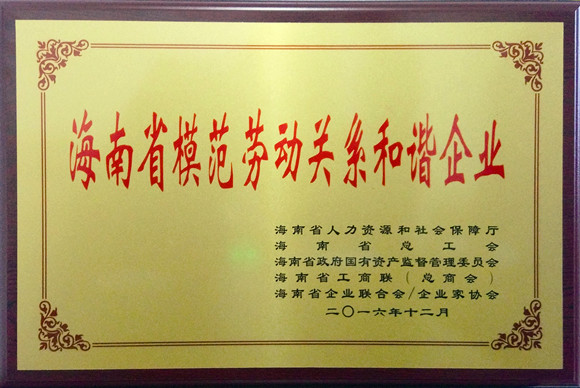 海南省模范劳动关系和谐企业
海南省人力资源和社会保障厅
海南省总工会
海南省政府国有资产监督管理委员会
海南省工商联(总商会)
海南省企业联合会/企业家协会
二〇一六年十二月